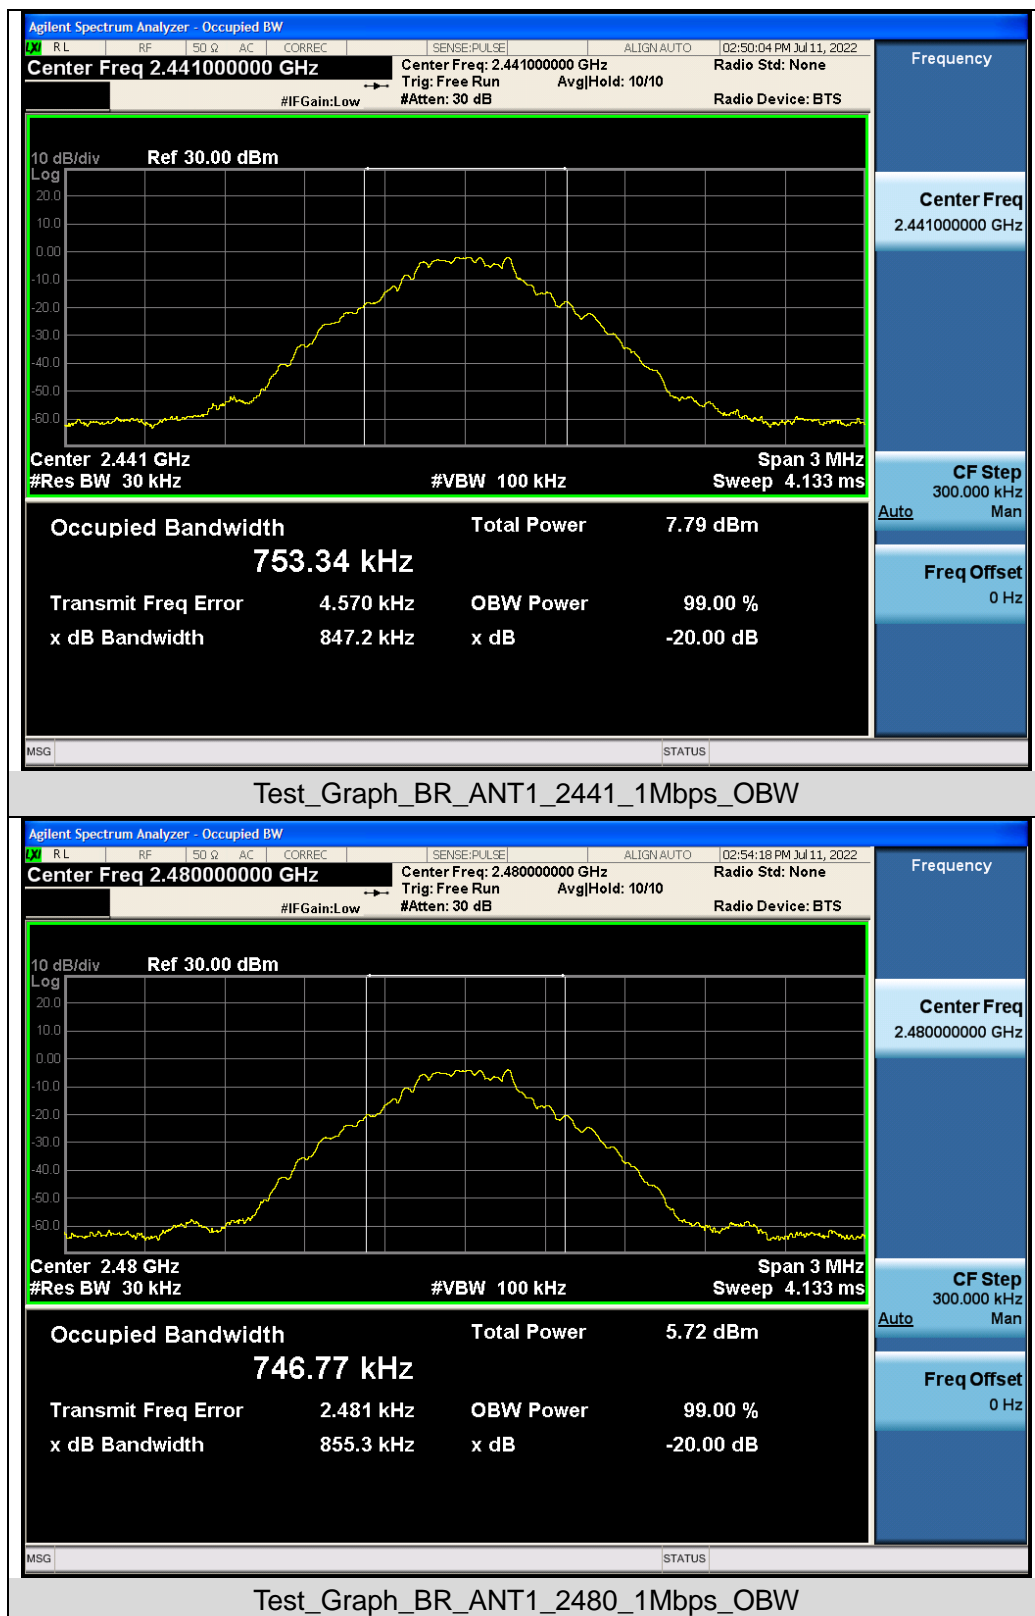 Agilent Spectrum Analyzer - Occupied BW
LXI RL RF 50 Ω AC CORREC SENSE:PULSE ALIGN AUTO 02:50:04 PM Jul 11, 2022
Center Freq 2.441000000 GHz Center Freq: 2.441000000 GHz Radio Std: None
Trig: Free Run Avg|Hold: 10/10
#IFGain:Low #Atten: 30 dB Radio Device: BTS
Frequency
10 dB/div Ref 30.00 dBm
Log
20.0
10.0
0.00
-10.0
-20.0
-30.0
-40.0
-50.0
-60.0
Center 2.441 GHz Span 3 MHz
#Res BW 30 kHz #VBW 100 kHz Sweep 4.133 ms
Center Freq
2.441000000 GHz
CF Step
300.000 kHz
Auto Man
Freq Offset
0 Hz
Occupied Bandwidth Total Power 7.79 dBm
753.34 kHz
Transmit Freq Error 4.570 kHz OBW Power 99.00 %
x dB Bandwidth 847.2 kHz x dB -20.00 dB
MSG STATUS
Test_Graph_BR_ANT1_2441_1Mbps_OBW
Agilent Spectrum Analyzer - Occupied BW
LXI RL RF 50 Ω AC CORREC SENSE:PULSE ALIGN AUTO 02:54:18 PM Jul 11, 2022
Center Freq 2.480000000 GHz Center Freq: 2.480000000 GHz Radio Std: None
Trig: Free Run Avg|Hold: 10/10
#IFGain:Low #Atten: 30 dB Radio Device: BTS
Frequency
10 dB/div Ref 30.00 dBm
Log
20.0
10.0
0.00
-10.0
-20.0
-30.0
-40.0
-50.0
-60.0
Center 2.48 GHz Span 3 MHz
#Res BW 30 kHz #VBW 100 kHz Sweep 4.133 ms
Center Freq
2.480000000 GHz
CF Step
300.000 kHz
Auto Man
Freq Offset
0 Hz
Occupied Bandwidth Total Power 5.72 dBm
746.77 kHz
Transmit Freq Error 2.481 kHz OBW Power 99.00 %
x dB Bandwidth 855.3 kHz x dB -20.00 dB
MSG STATUS
Test_Graph_BR_ANT1_2480_1Mbps_OBW